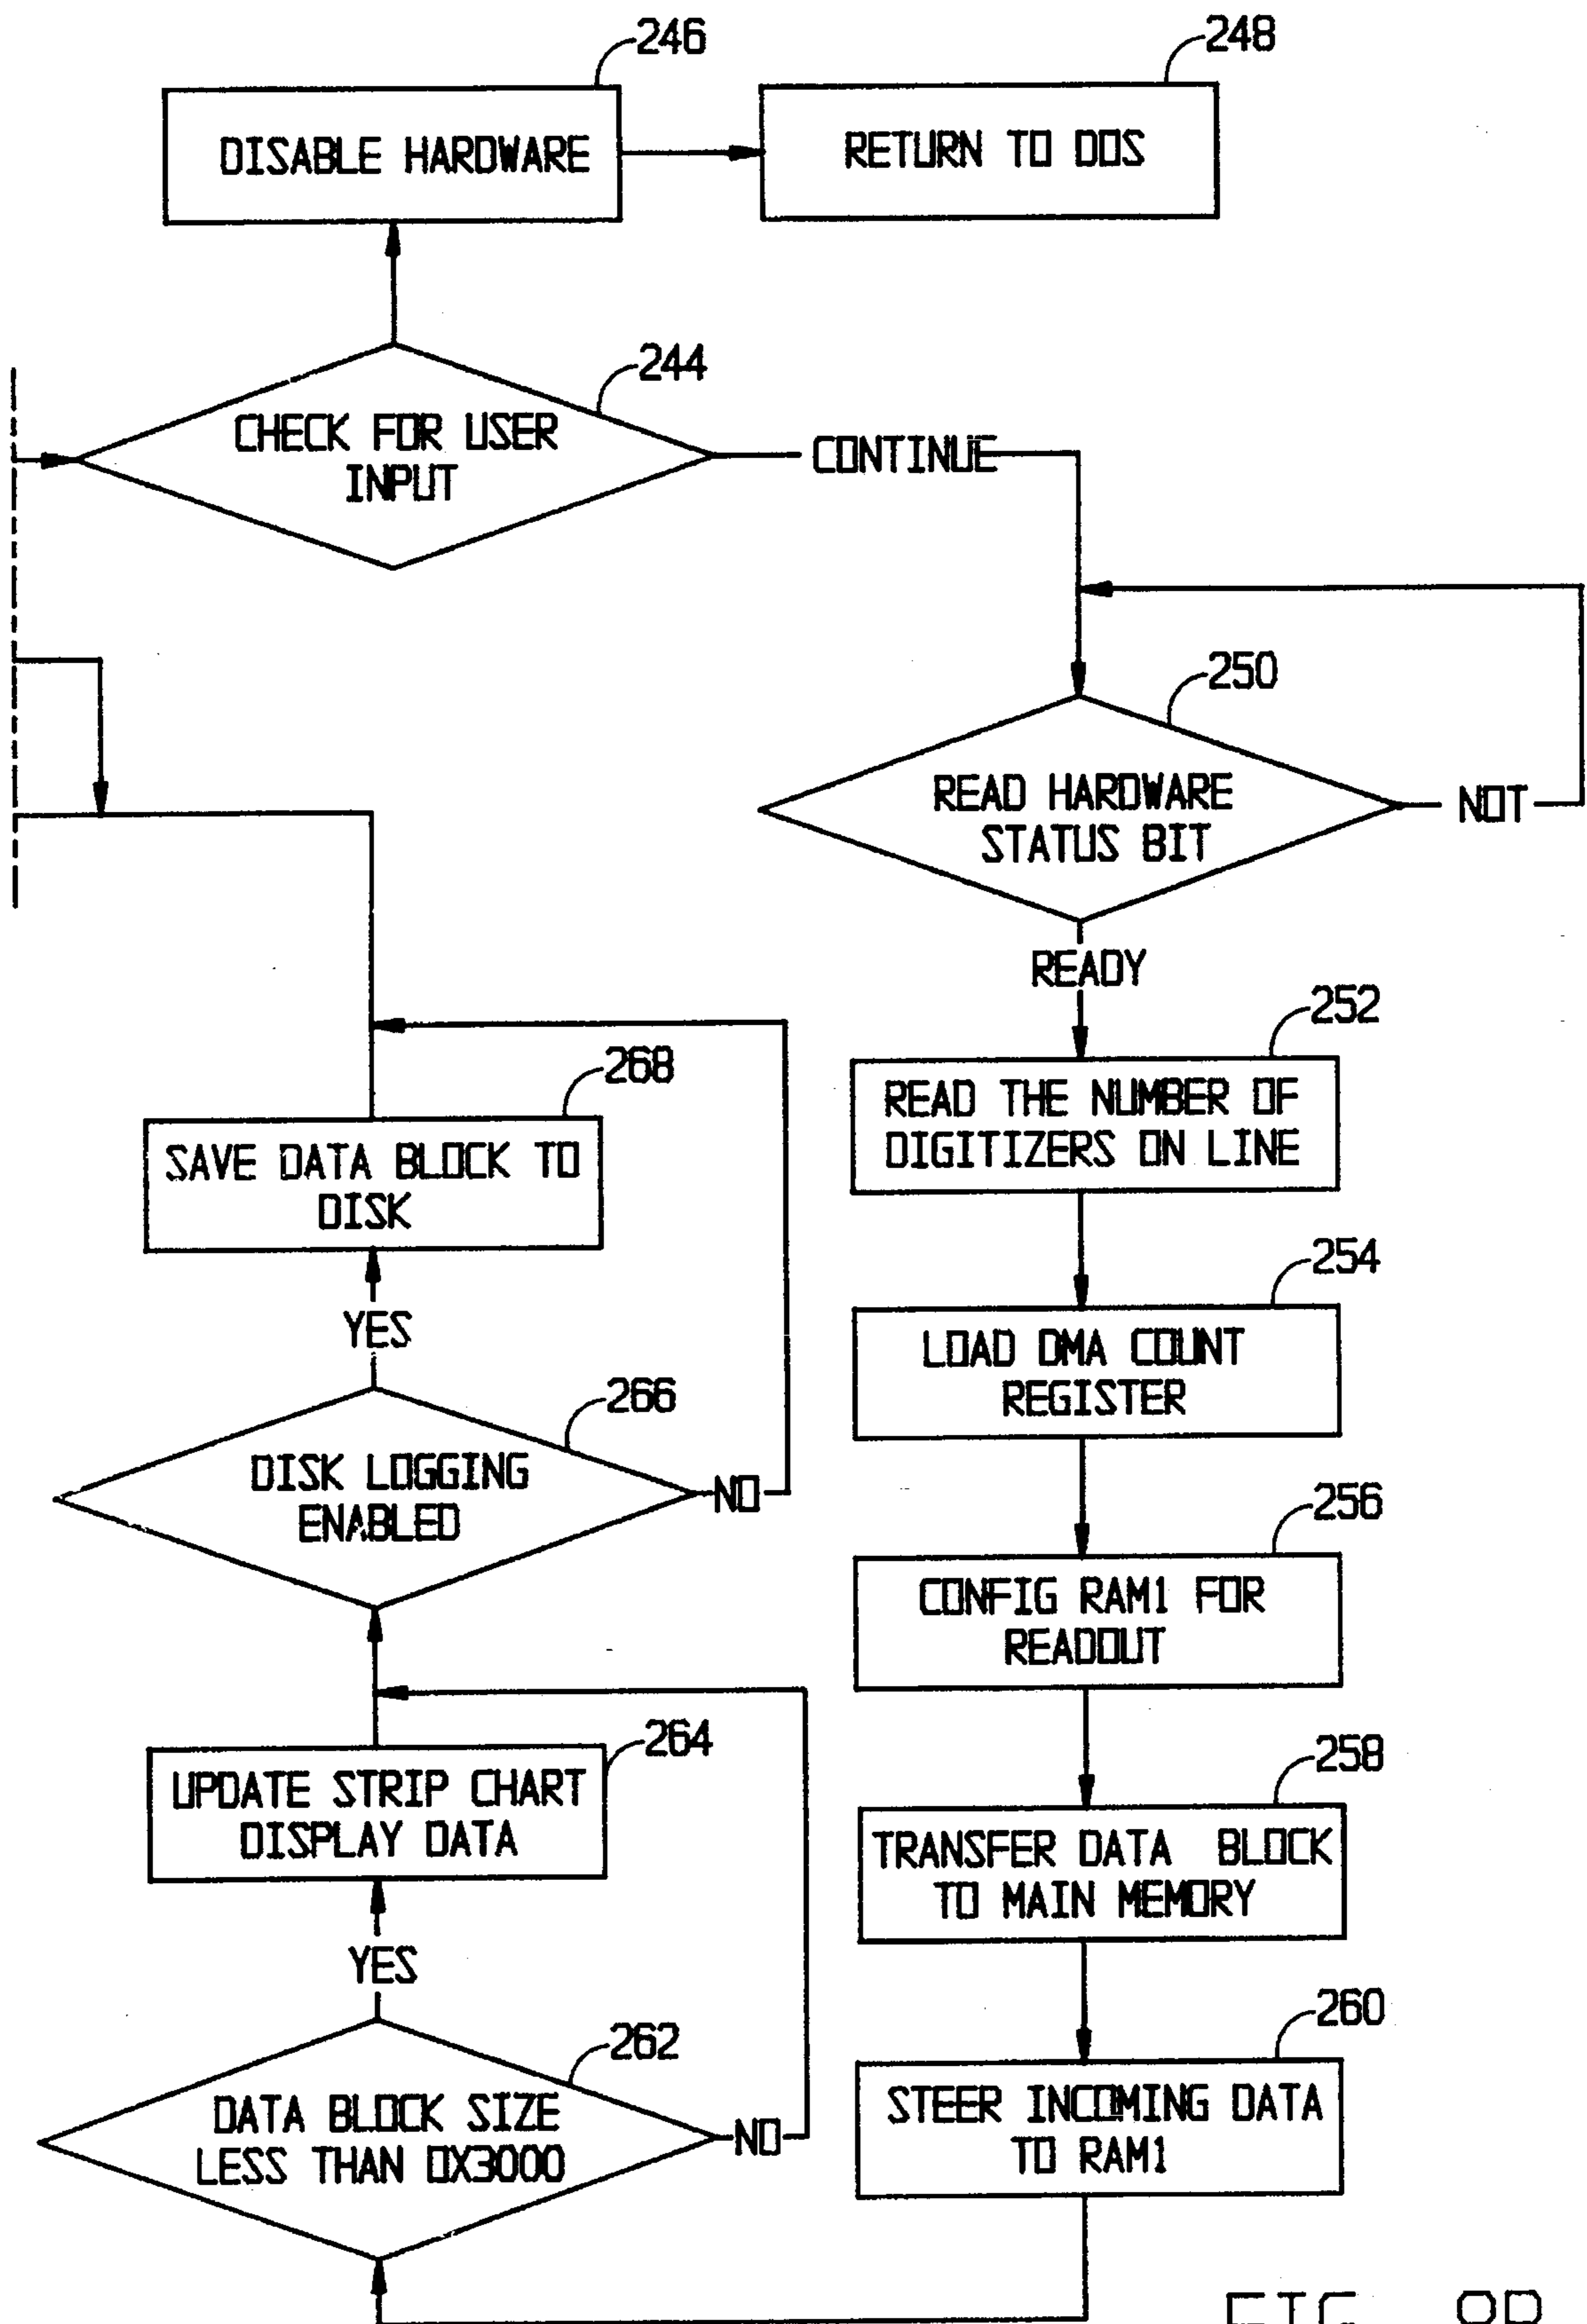 246
248
DISABLE HARDWARE
RETURN TO DOS
244
CHECK FOR USER
INPUT
CONTINUE
250
READ HARDWARE
STATUS BIT
NOT
READY
252
READ THE NUMBER OF
DIGITIZERS ON LINE
268
SAVE DATA BLOCK TO
DISK
254
LOAD DMA COUNT
REGISTER
YES
266
DISK LOGGING
ENABLED
NO
256
CONFIG RAM1 FOR
READOUT
264
UPDATE STRIP CHART
DISPLAY DATA
258
TRANSFER DATA BLOCK
TO MAIN MEMORY
YES
262
DATA BLOCK SIZE
LESS THAN 0X3000
NO
260
STEER INCOMING DATA
TO RAM1